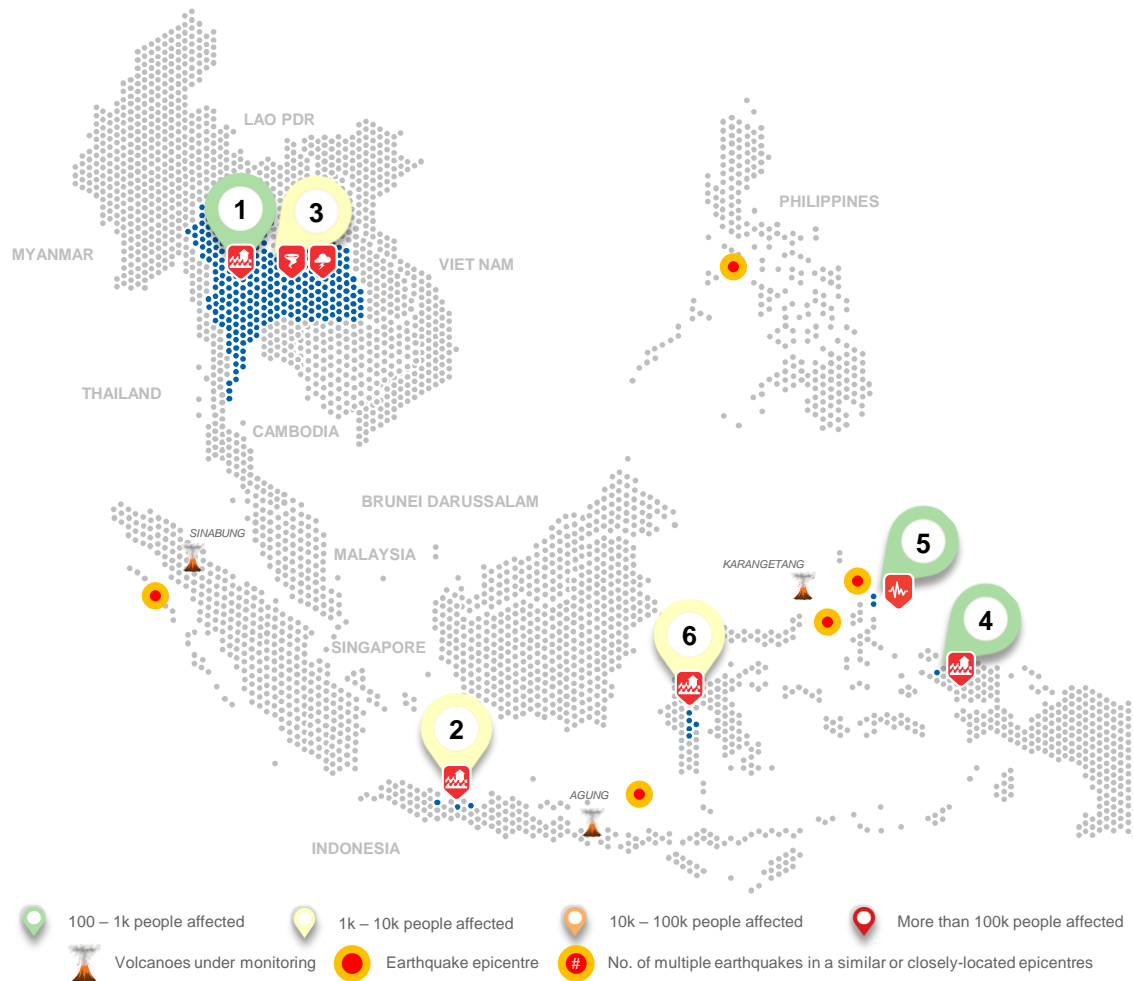 LAO PDR
1
3
PHILIPPINES
MYANMAR
VIET NAM
THAILAND
CAMBODIA
BRUNEI DARUSSALAM
SINABUNG
MALAYSIA
5
KARANGETANG
4
6
SINGAPORE
2
AGUNG
INDONESIA
100 – 1k people affected
1k – 10k people affected
10k – 100k people affected
More than 100k people affected
Volcanoes under monitoring
Earthquake epicentre
#
No. of multiple earthquakes in a similar or closely-located epicentres